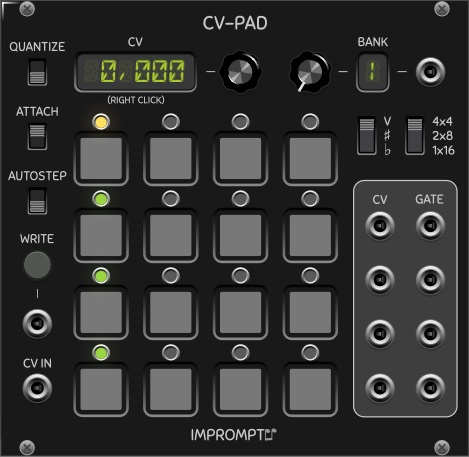 CV-PAD
QUANTIZE
CV
BANK
0,000
1
(RIGHT CLICK)
ATTACH
V
♯
♭
4x4
2x8
1x16
AUTOSTEP
CV
GATE
WRITE
CV IN
IMPROMPTU